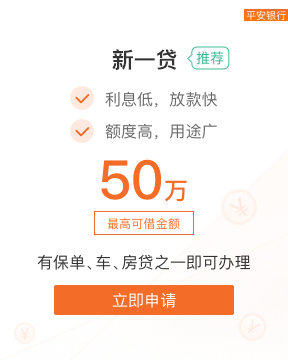 平安银行
新一贷 推荐
利息低，放款快
额度高，用途广
50万
最高可借金额
有保单、车、房贷之一即可办理
立即申请